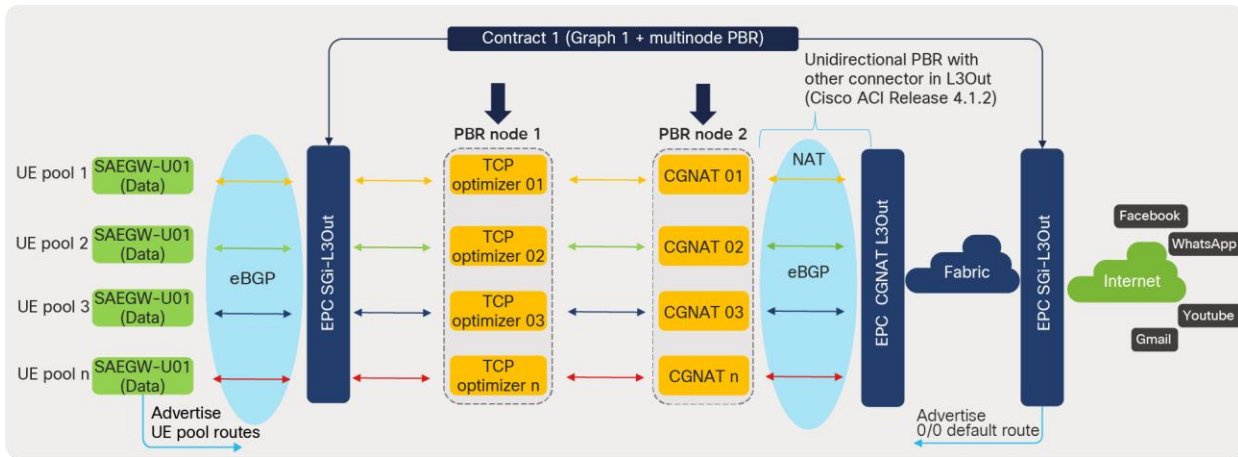 Contract 1 (Graph 1 + multinode PBR)
Unidirectional PBR with
other connector in L3Out
(Cisco ACI Release 4.1.2)
PBR node 1
PBR node 2
UE pool 1
SAEGW-U01
(Data)
UE pool 2
SAEGW-U01
(Data)
UE pool 3
SAEGW-U01
(Data)
UE pool n
SAEGW-U01
(Data)
Advertise
UE pool routes
eBGP
EPC SGi-L3Out
TCP
optimizer 01
TCP
optimizer 02
TCP
optimizer 03
TCP
optimizer n
CGNAT 01
CGNAT 02
CGNAT 03
CGNAT n
NAT
eBGP
EPC CGNAT L3Out
Fabric
EPC SGi-L3Out
Advertise
0/0 default route
Facebook
WhatsApp
Internet
Youtube
Gmail